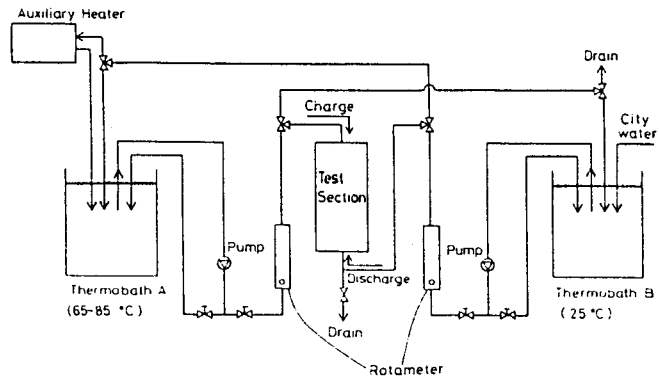 Auxiliary Heater
Drain
Charge
City
water
Test
Section
Pump
Pump
Discharge
Thermobath A
(65-85 °C)
Thermobath B
(25 °C)
Drain
Rotameter